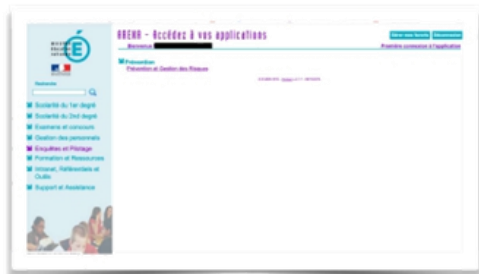 ARENA - Accédez à vos applications
Gérer mes favoris Déconnexion
Bienvenue
Première connexion à l'application
Recherche
Prévention
Prévention et Gestion des Risques
Scolarité du 1er degré
Scolarité du 2nd degré
Examens et concours
Gestion des personnels
Enquêtes et Pilotage
Formation et Ressources
Intranet, Référentiels et
Outils
Support et Assistance